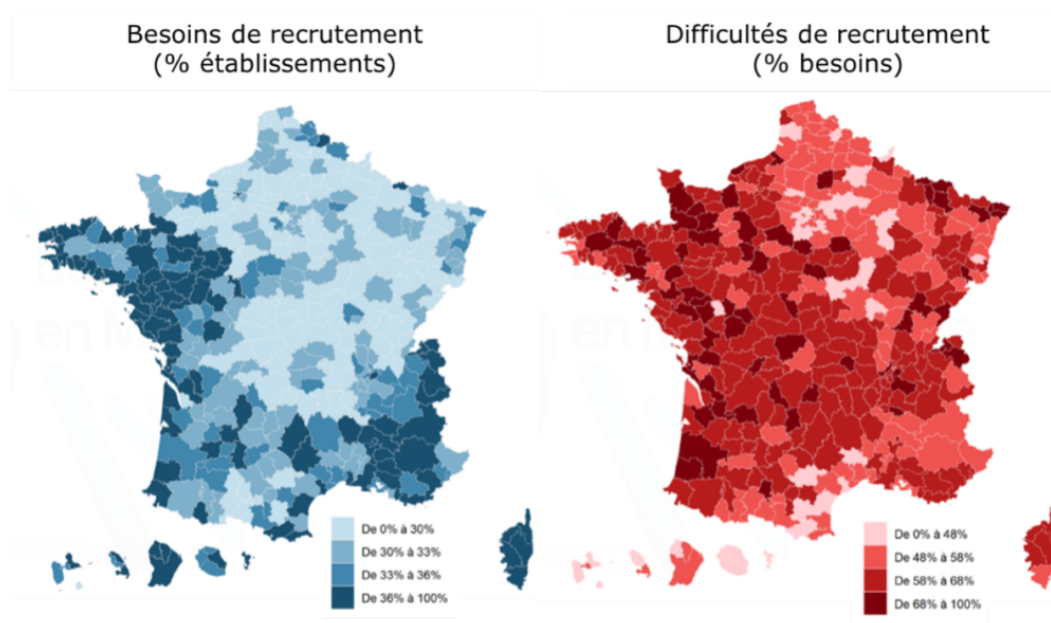 Besoins de recrutement
(% établissements)
Difficultés de recrutement
(% besoins)
De 0% à 30%
De 30% à 33%
De 33% à 36%
De 36% à 100%
De 0% à 48%
De 48% à 58%
De 58% à 68%
De 68% à 100%